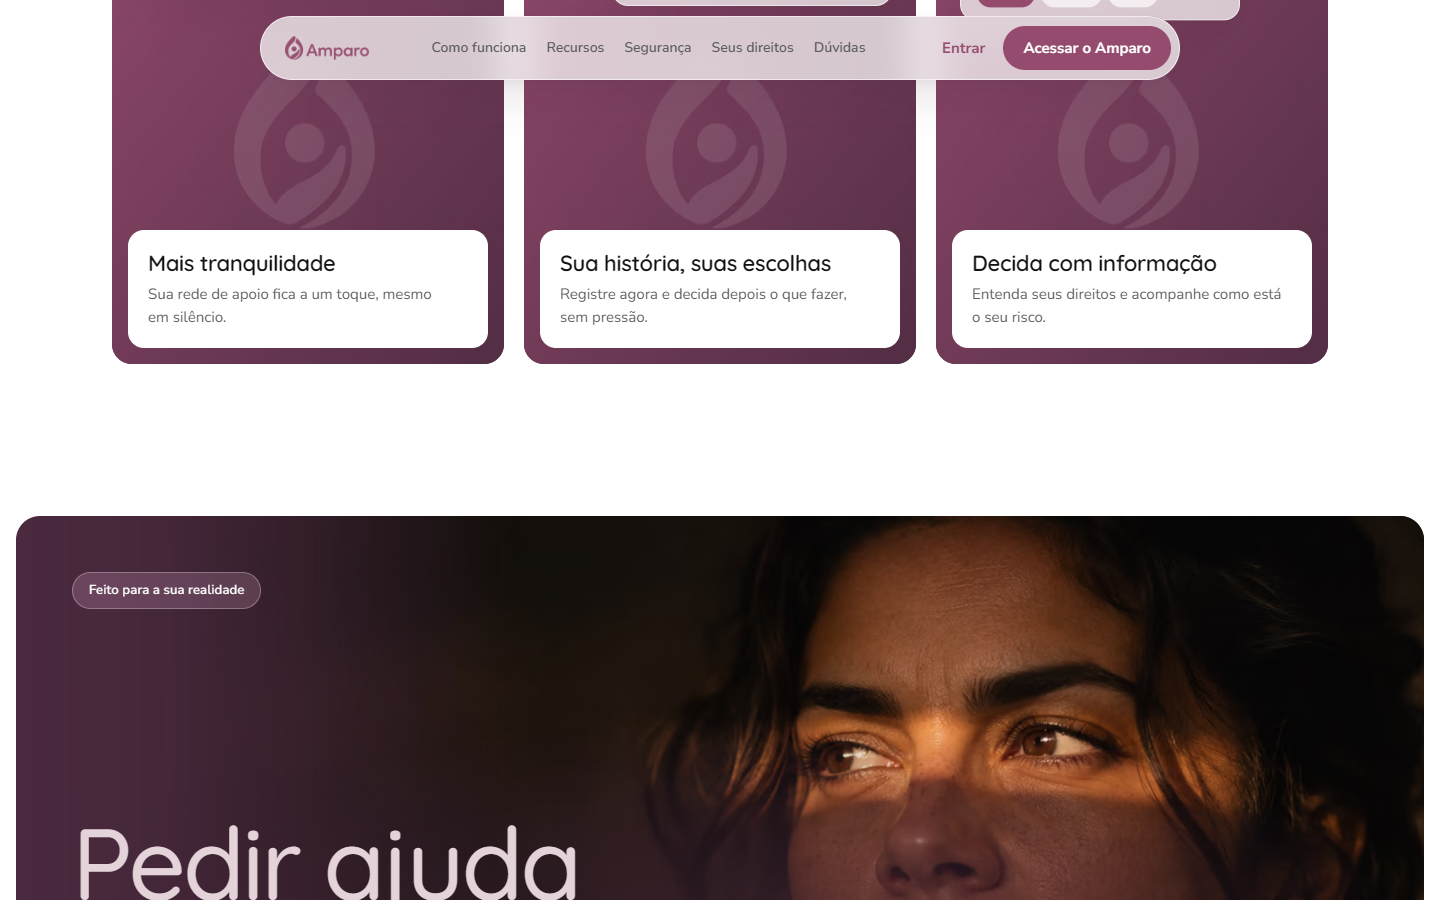 Amparo
Como funciona
Recursos
Segurança
Seus direitos
Dúvidas
Entrar
Acessar o Amparo
Mais tranquilidade
Sua rede de apoio fica a um toque, mesmo
em silêncio.
Sua história, suas escolhas
Registre agora e decida depois o que fazer,
sem pressão.
Decida com informação
Entenda seus direitos e acompanhe como está
o seu risco.
Feito para a sua realidade
Pedir ajuda